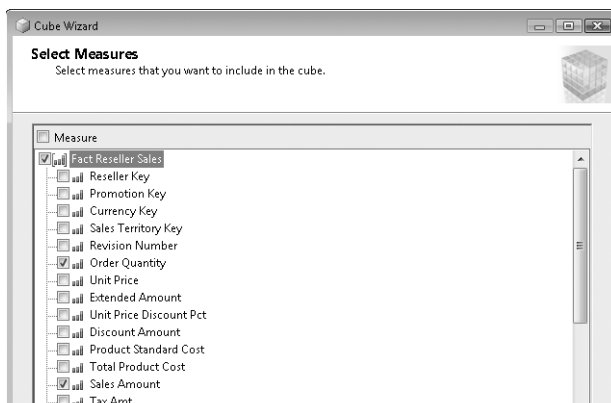 Cube Wizard
Select Measures
Select measures that you want to include in the cube.
Measure
Fact Reseller Sales
Reseller Key
Promotion Key
Currency Key
Sales Territory Key
Revision Number
Order Quantity
Unit Price
Extended Amount
Unit Price Discount Pct
Discount Amount
Product Standard Cost
Total Product Cost
Sales Amount
Tax Amt